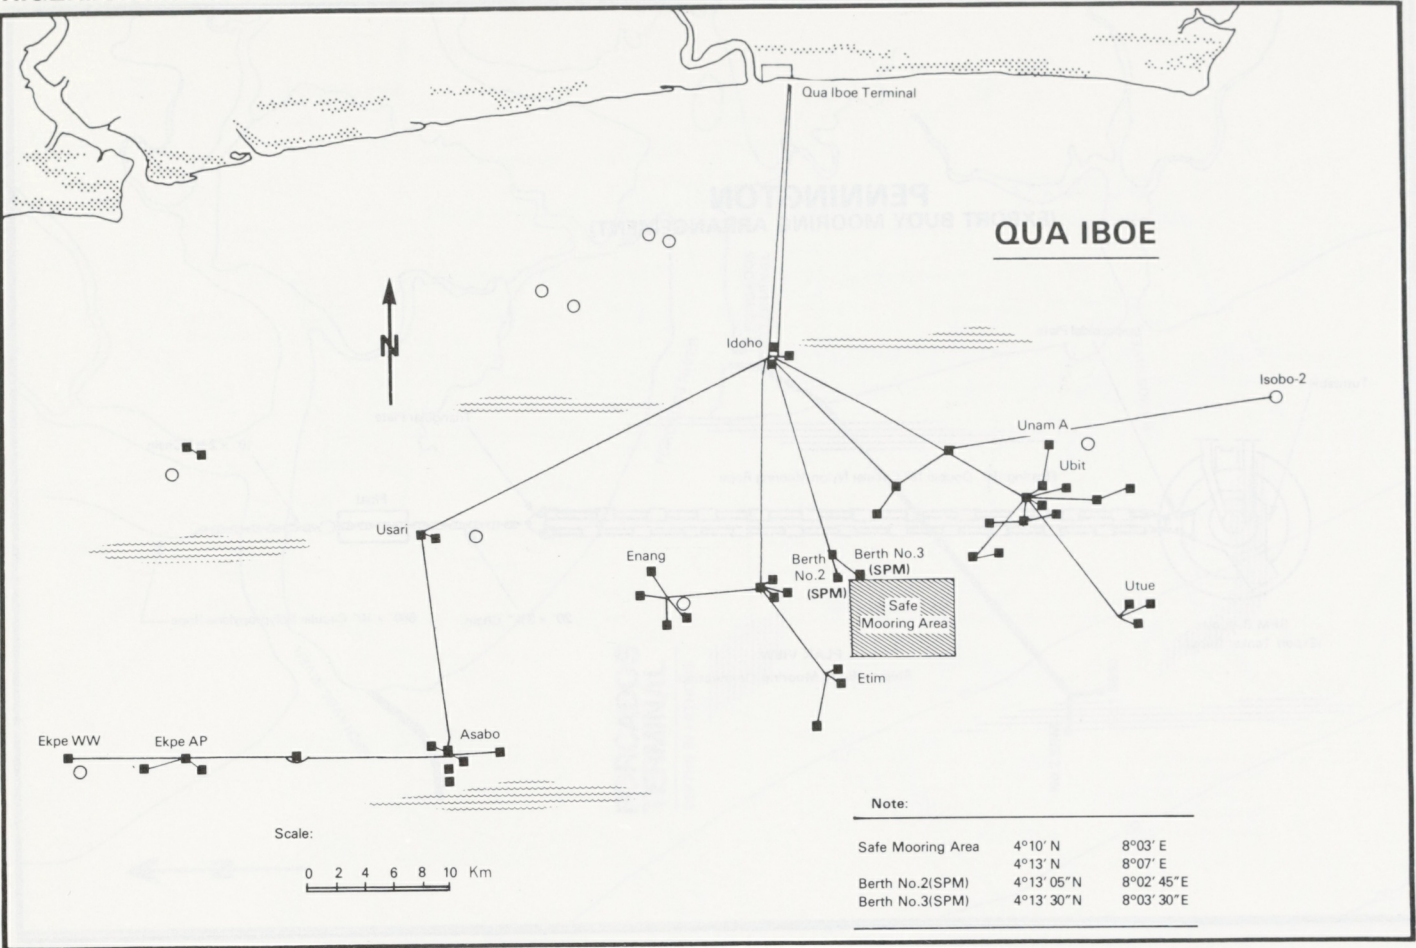 Qua Iboe Terminal
QUA IBOE
N
Idoho
Isobo-2
Unam A
Ubit
Usari
Enang
Berth No.2 (SPM)
Berth No.3 (SPM)
Safe Mooring Area
Utue
Etim
Ekpe WW
Ekpe AP
Asabo
Scale:
0 2 4 6 8 10 Km
Note:
Safe Mooring Area 4°10' N 8°03' E
4°13' N 8°07' E
Berth No.2(SPM) 4°13' 05"N 8°02' 45"E
Berth No.3(SPM) 4°13' 30"N 8°03' 30"E